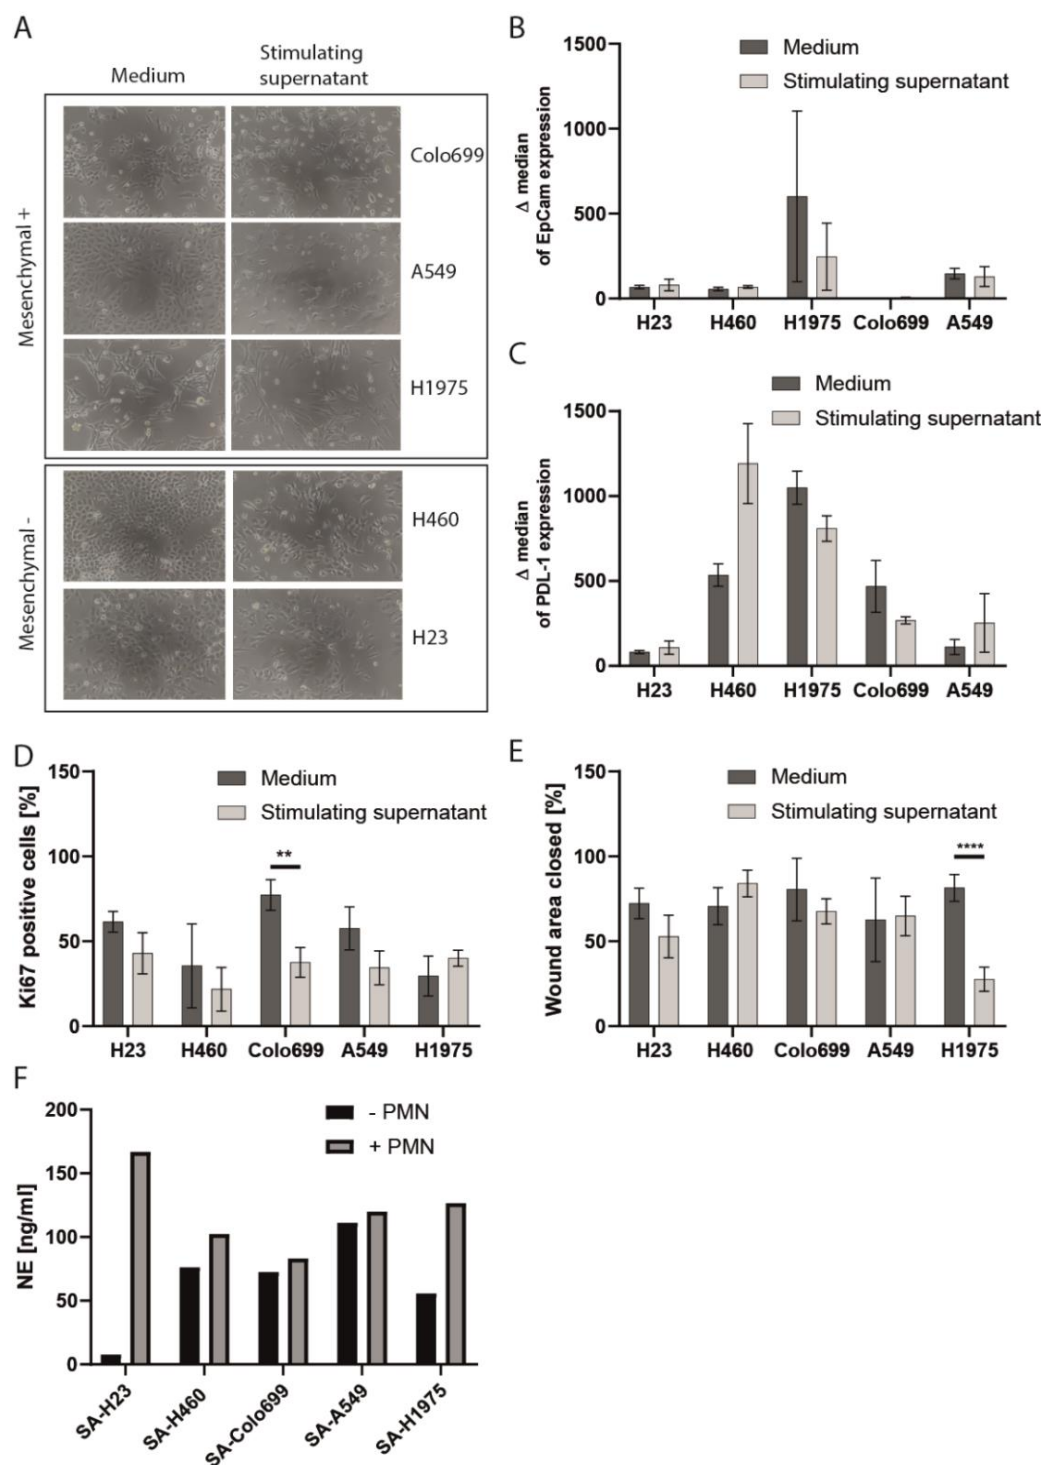 A
Medium
Stimulating
supernatant
Mesenchymal +
Colo699
A549
H1975
Mesenchymal -
H460
H23
B
Δ median
of EpCam expression
1500
1000
500
0
Medium
Stimulating supernatant
H23 H460 H1975 Colo699 A549
C
Δ median
of PDL-1 expression
1500
1000
500
0
Medium
Stimulating supernatant
H23 H460 H1975 Colo699 A549
D
Ki67 positive cells [%]
150
100
50
0
Medium
Stimulating supernatant
**
H23 H460 Colo699 A549 H1975
E
Wound area closed [%]
150
100
50
0
Medium
Stimulating supernatant
****
H23 H460 Colo699 A549 H1975
F
NE [ng/ml]
200
150
100
50
0
- PMN
+ PMN
SA-H23
SA-H460
SA-Colo699
SA-A549
SA-H1975